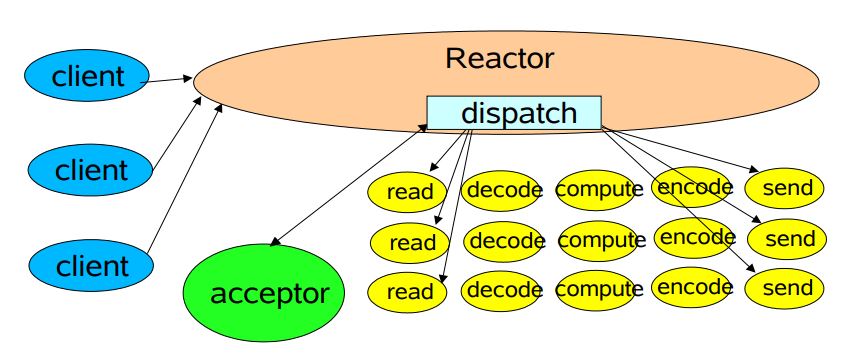 Reactor
client
dispatch
client
read decode compute encode send
read decode compute encode send
client
acceptor
read decode compute encode send